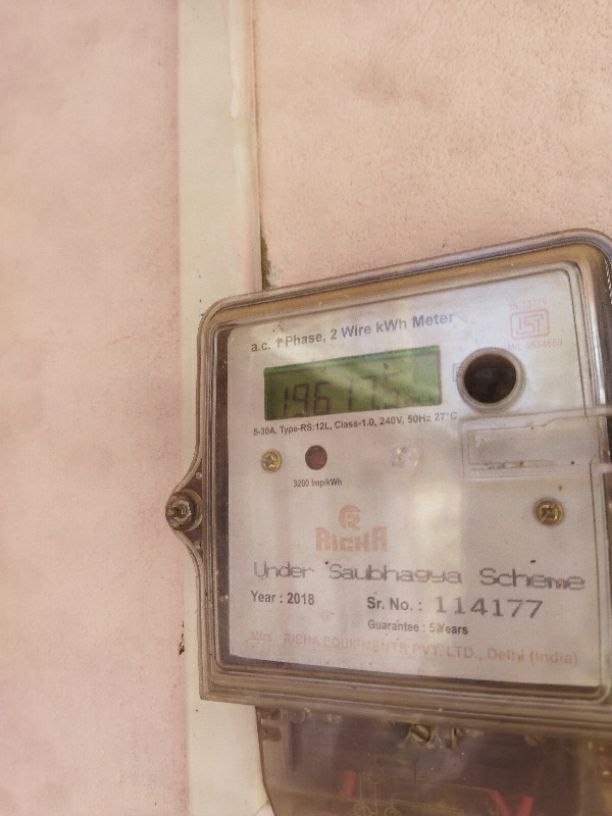 a.c. 1 Phase, 2 Wire kWh Meter
IS
5-30A, Type-RS:12L, Class-1.0, 240V, 50Hz 27°C
3200 Imp/kWh
RICHA
Under Saubhagya Scheme
Year : 2018 Sr. No. : 114177
Guarantee : 5 Years
Mfrs. RICHA EQUIPMENTS PVT. LTD., Delhi (India)